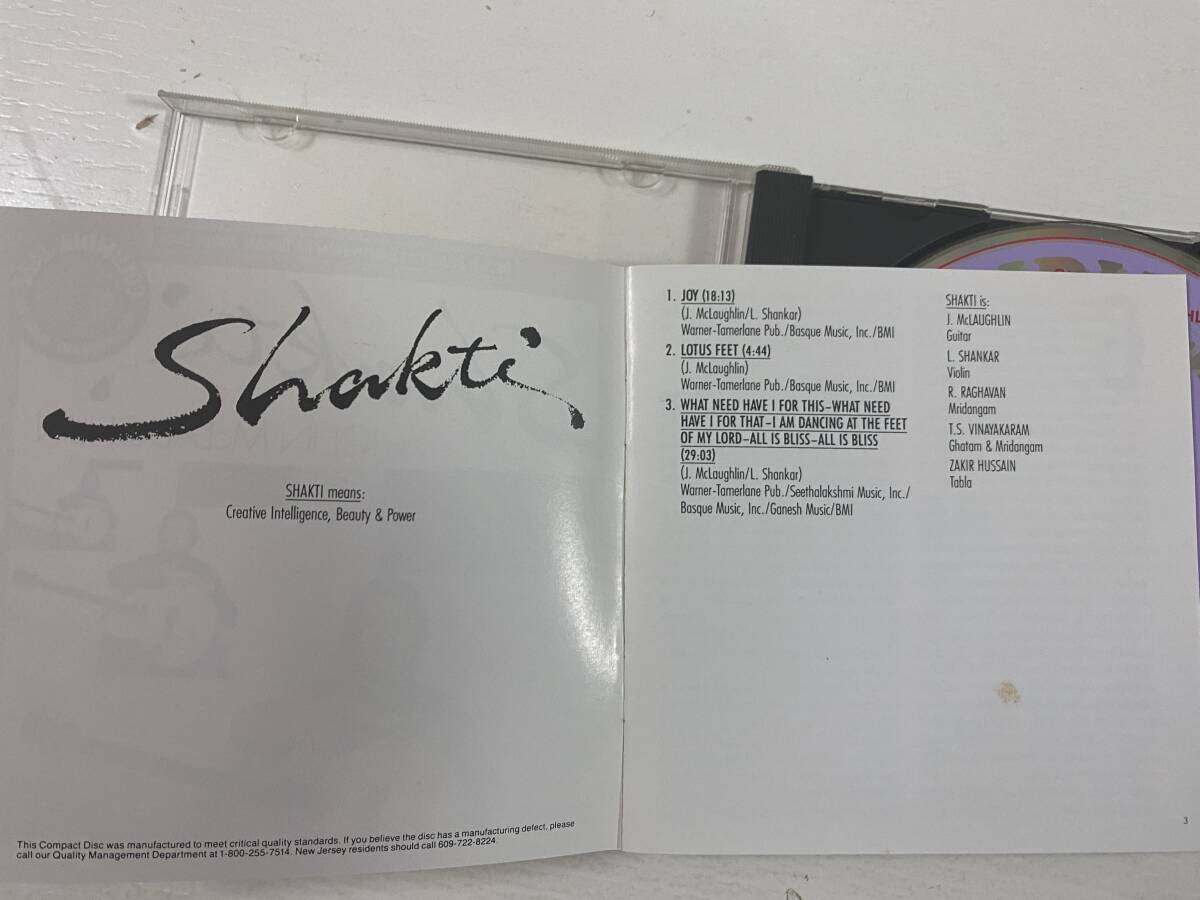 Shakti
SHAKTI means:
Creative Intelligence, Beauty & Power
This Compact Disc was manufactured to meet critical quality standards. If you believe the disc has a manufacturing defect, please
call our Quality Management Department at 1-800-255-7514. New Jersey residents should call 609-722-8224.
1. JOY (18:13)
(J. McLaughlin/L. Shankar)
Warner-Tamerlane Pub./Basque Music, Inc./BMI
2. LOTUS FEET (4:44)
(J. McLaughlin)
Warner-Tamerlane Pub./Basque Music, Inc./BMI
3. WHAT NEED HAVE I FOR THIS–WHAT NEED
HAVE I FOR THAT–I AM DANCING AT THE FEET
OF MY LORD–ALL IS BLISS–ALL IS BLISS
(29:03)
(J. McLaughlin/L. Shankar)
Warner-Tamerlane Pub./Seethalakshmi Music, Inc./
Basque Music, Inc./Ganesh Music/BMI
SHAKTI is:
J. McLAUGHLIN
Guitar
L. SHANKAR
Violin
R. RAGHAVAN
Mridangam
T.S. VINAYAKARAM
Ghatam & Mridangam
ZAKIR HUSSAIN
Tabla
3